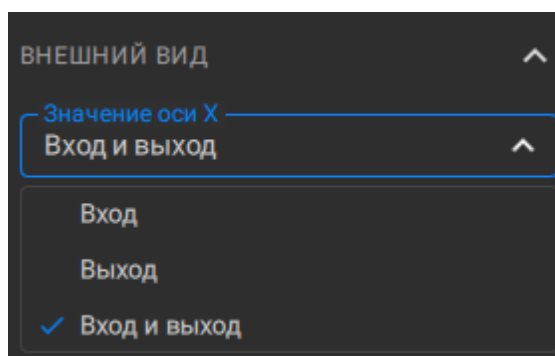 ВНЕШНИЙ ВИД
Значение оси X
Вход и выход
Вход
Выход
Вход и выход